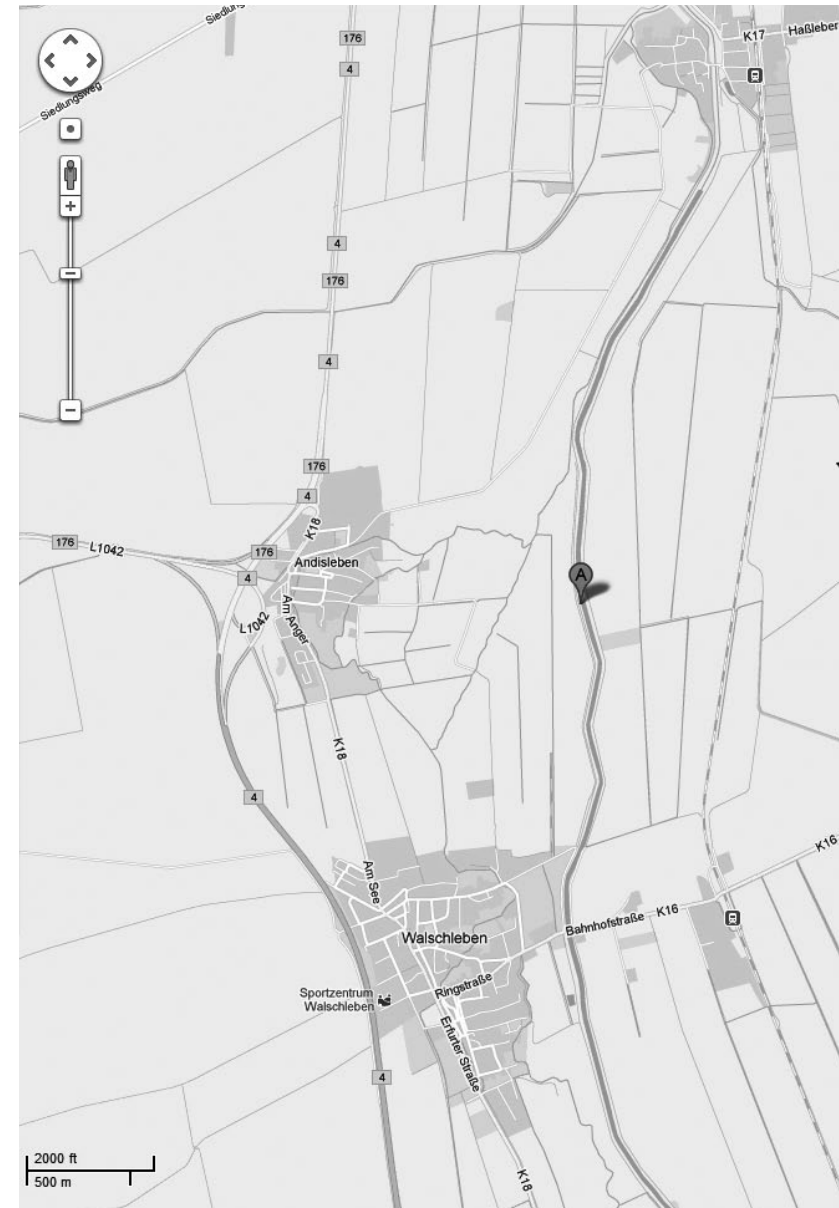 Siedlungsweg
176
K17
Haßleben
4
Siedlungsweg
4
176
4
176
4
K18
176
L1042
176
Andisleben
4
A
L1042
Am Anger
K18
4
K16
Am See
Bahnhofstraße
K16
Walschleben
Ringstraße
Sportzentrum
Walschleben
Erfurter Straße
4
2000 ft
500 m
K18